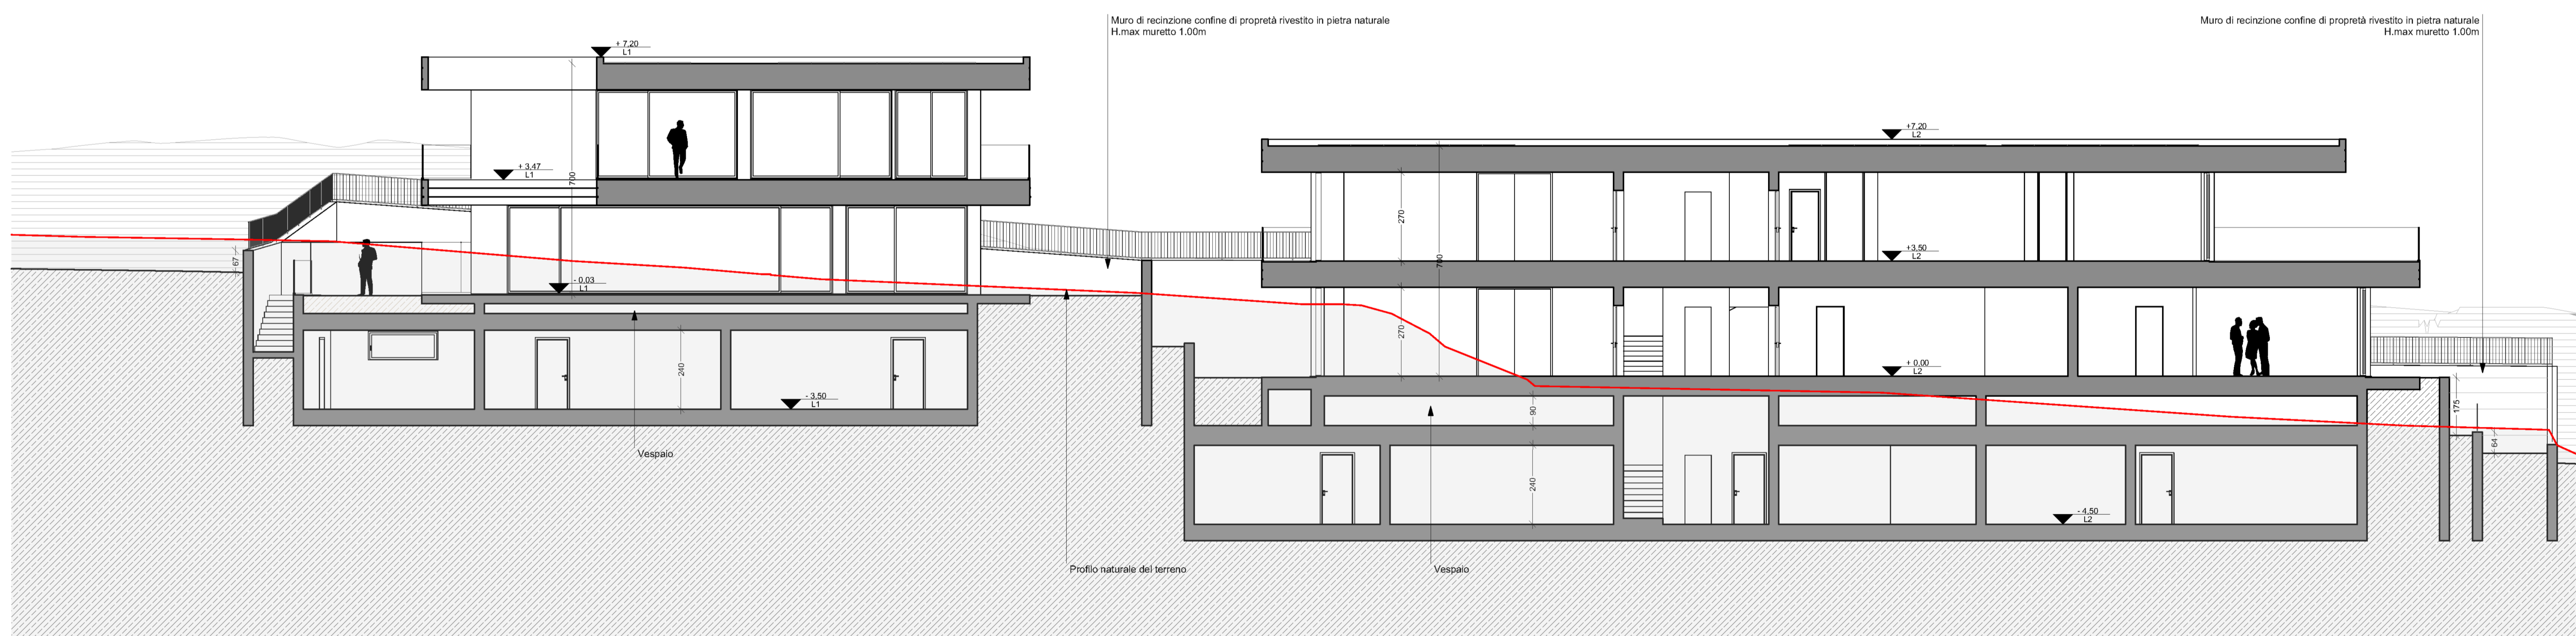 Muro di recinzione confine di propretà rivestito in pietra naturale
H.max muretto 1.00m
Muro di recinzione confine di propretà rivestito in pietra naturale
H.max muretto 1.00m
+ 7,20
L1
+ 3,47
L1
700
67
- 0,03
L1
240
- 3,50
L1
Vespaio
Profilo naturale del terreno
+7,20
L2
270
700
+3,50
L2
270
+ 0,00
L2
90
240
- 4,50
L2
Vespaio
175
64